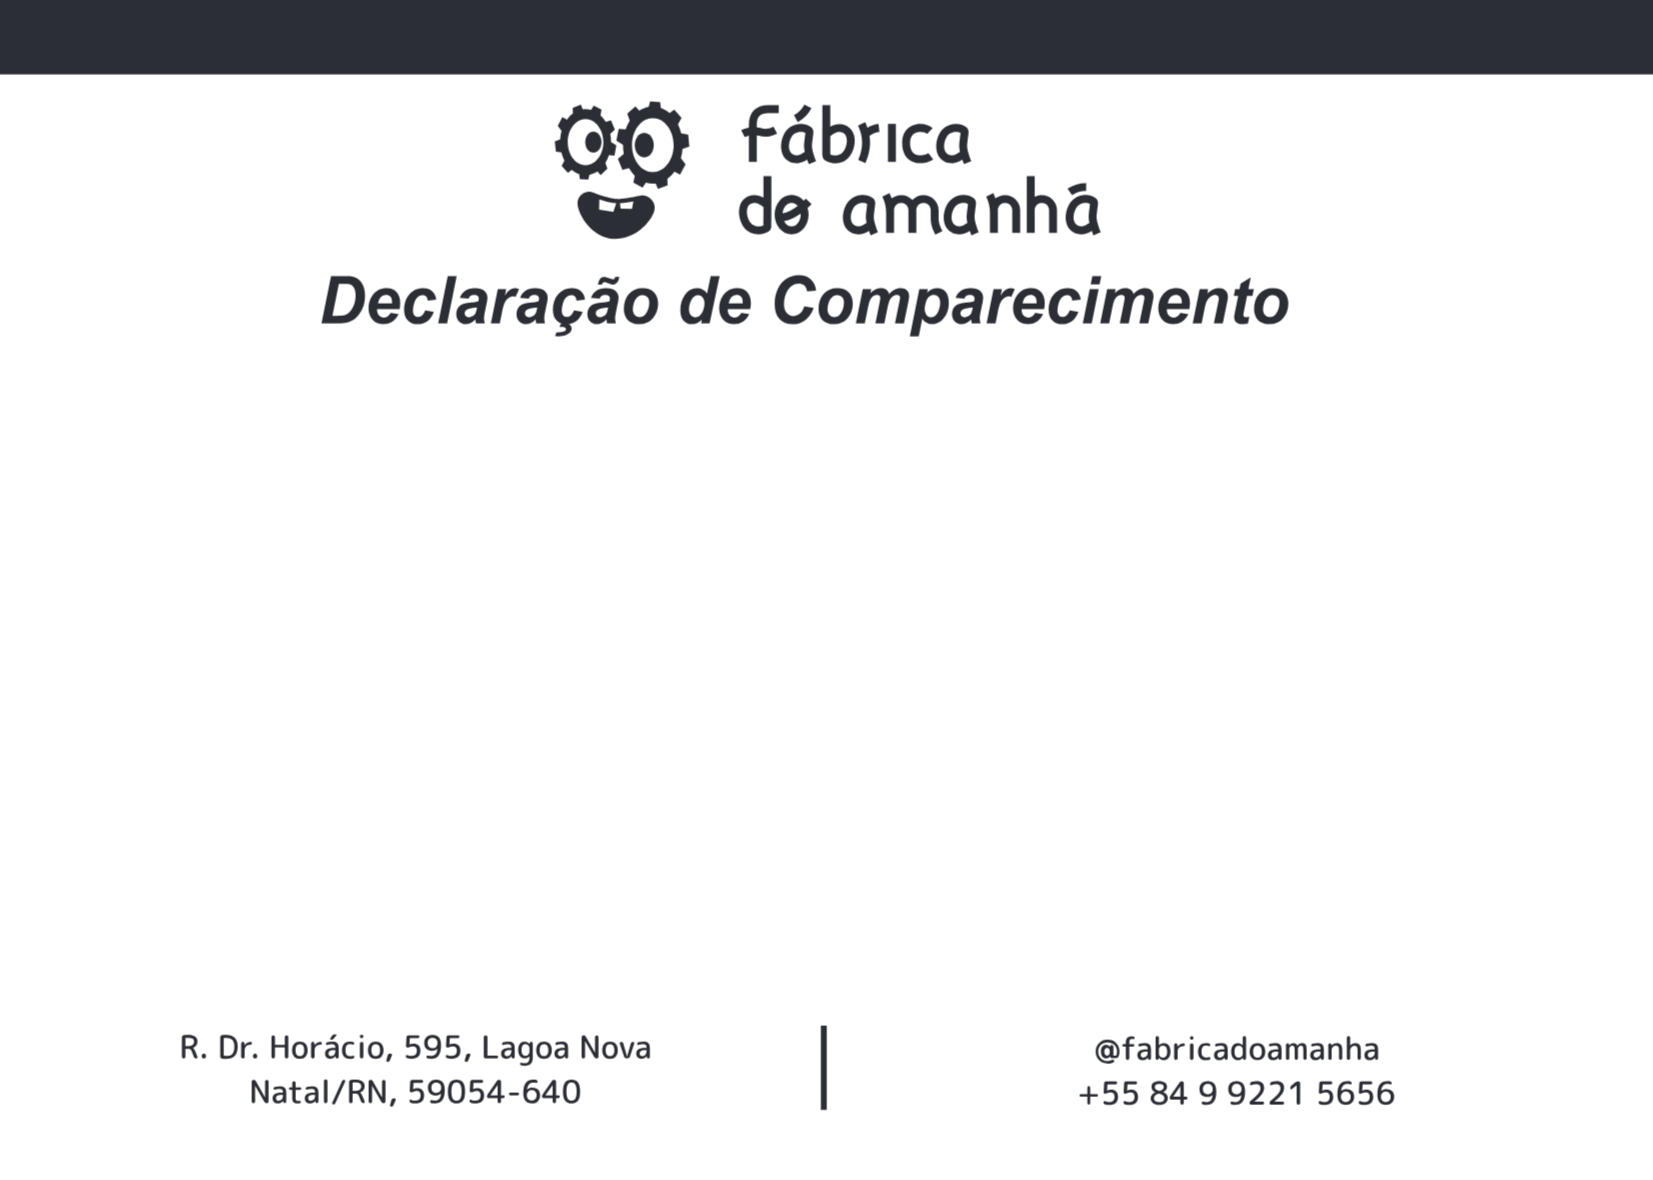 fábrica
do amanhã
Declaração de Comparecimento
R. Dr. Horácio, 595, Lagoa Nova
Natal/RN, 59054-640
@fabricadoamanha
+55 84 9 9221 5656